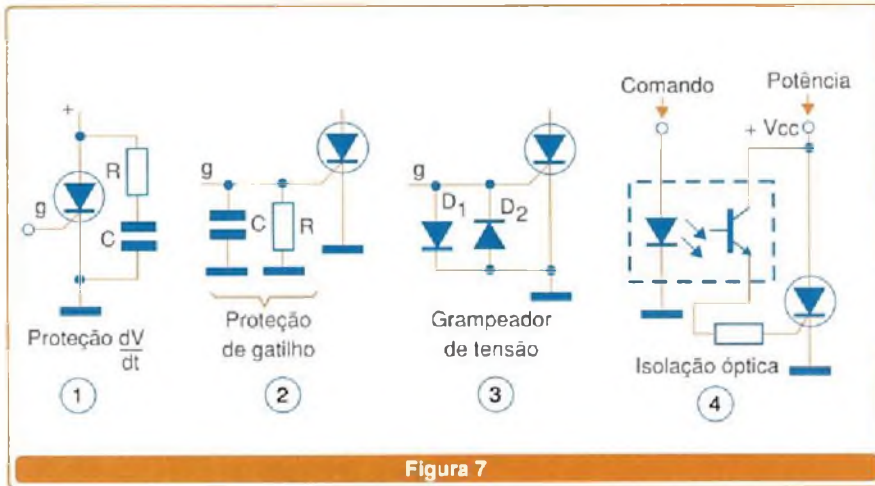 +
R
g
C
Proteção dV
dt
1
g
C
R
Proteção
de gatilho
2
g
D1
D2
Grampeador
de tensão
3
Comando
Potência
+ Vcc
Isolação óptica
4
Figura 7